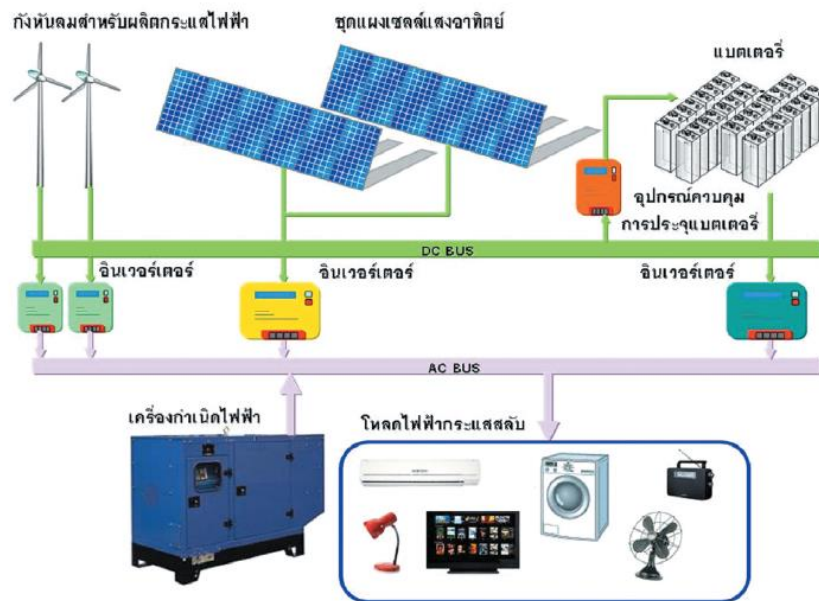 กังหันลมสำหรับผลิตกระแสไฟฟ้า
ชุดแผงเซลล์แสงอาทิตย์
แบตเตอรี่
อุปกรณ์ควบคุม
การประจุแบตเตอรี่
DC BUS
อินเวอร์เตอร์
อินเวอร์เตอร์
อินเวอร์เตอร์
AC BUS
เครื่องกำเนิดไฟฟ้า
โหลดไฟฟ้ากระแสสลับ